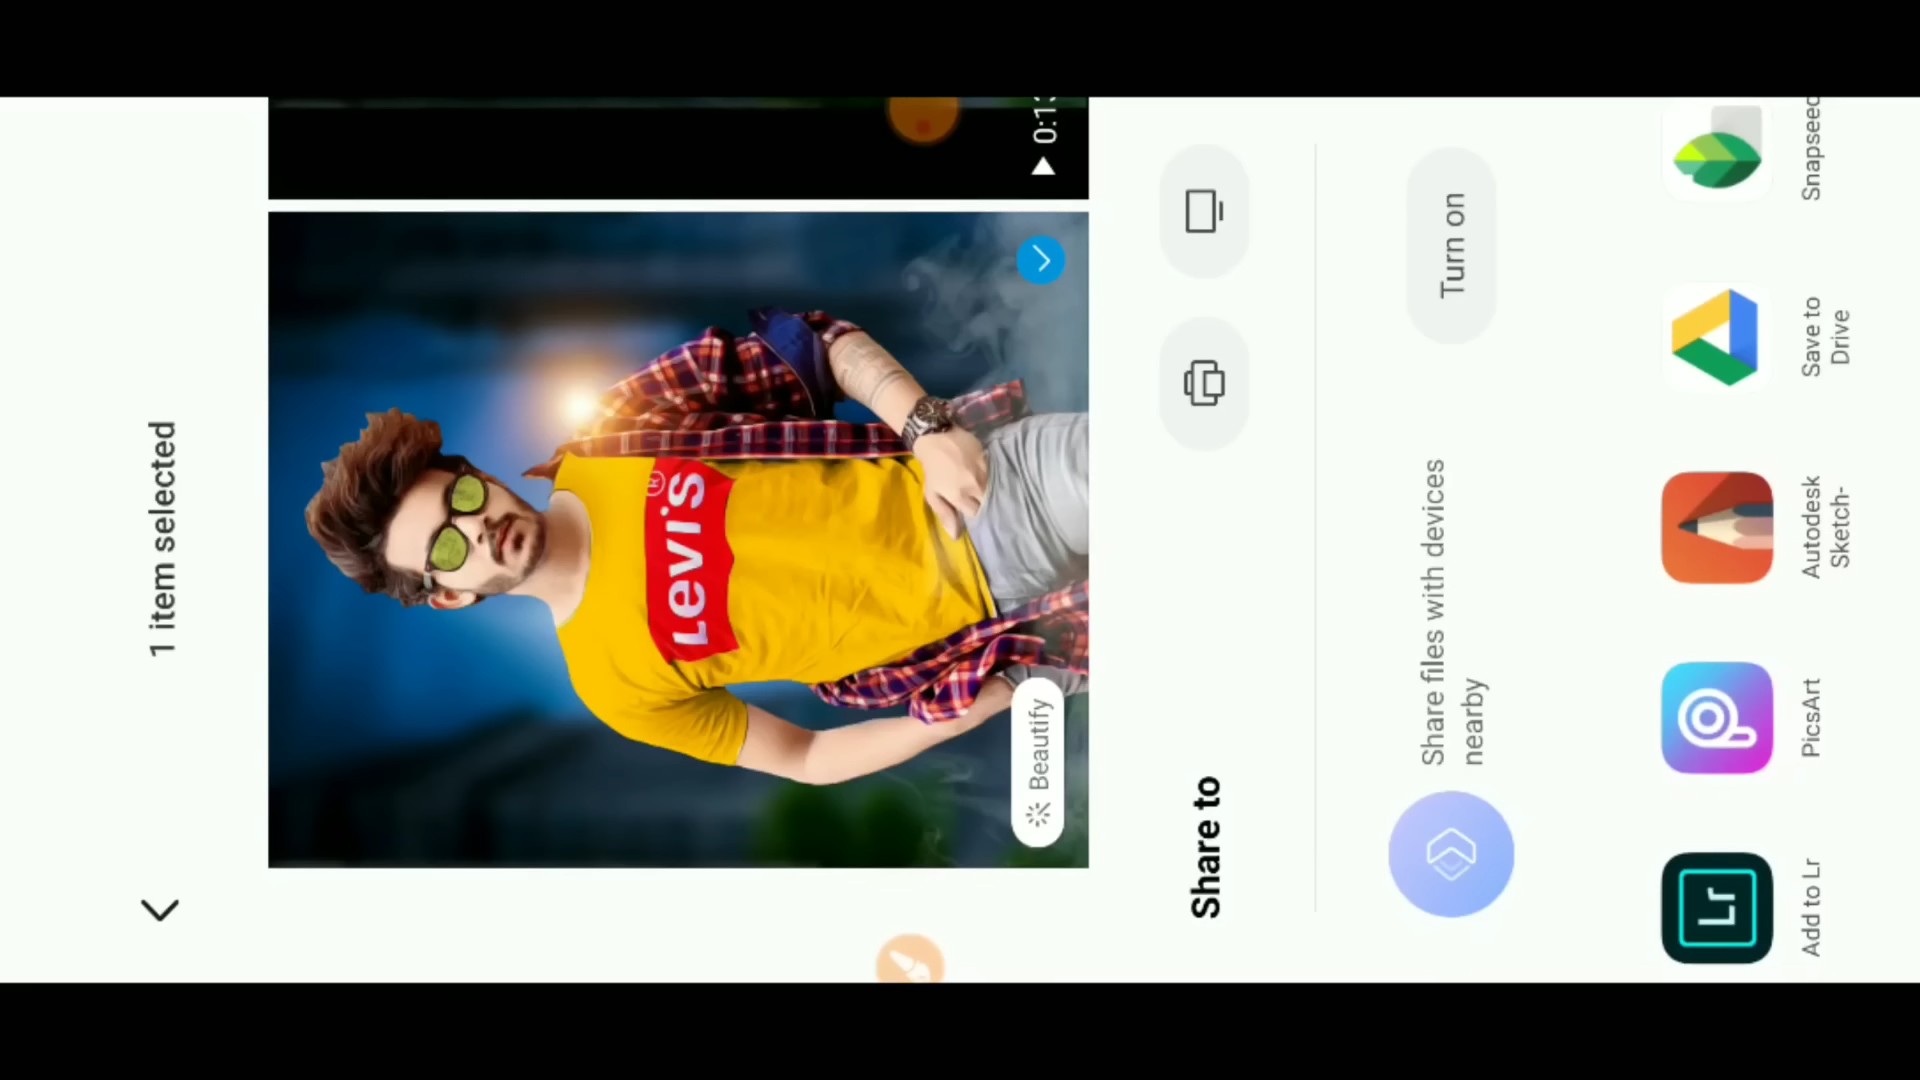 1 item selected
0:1
Levi's
®
Beautify
Share to
Share files with devices
nearby
Turn on
Lr
Add to Lr
PicsArt
Autodesk
Sketch-
Save to
Drive
Snapseed